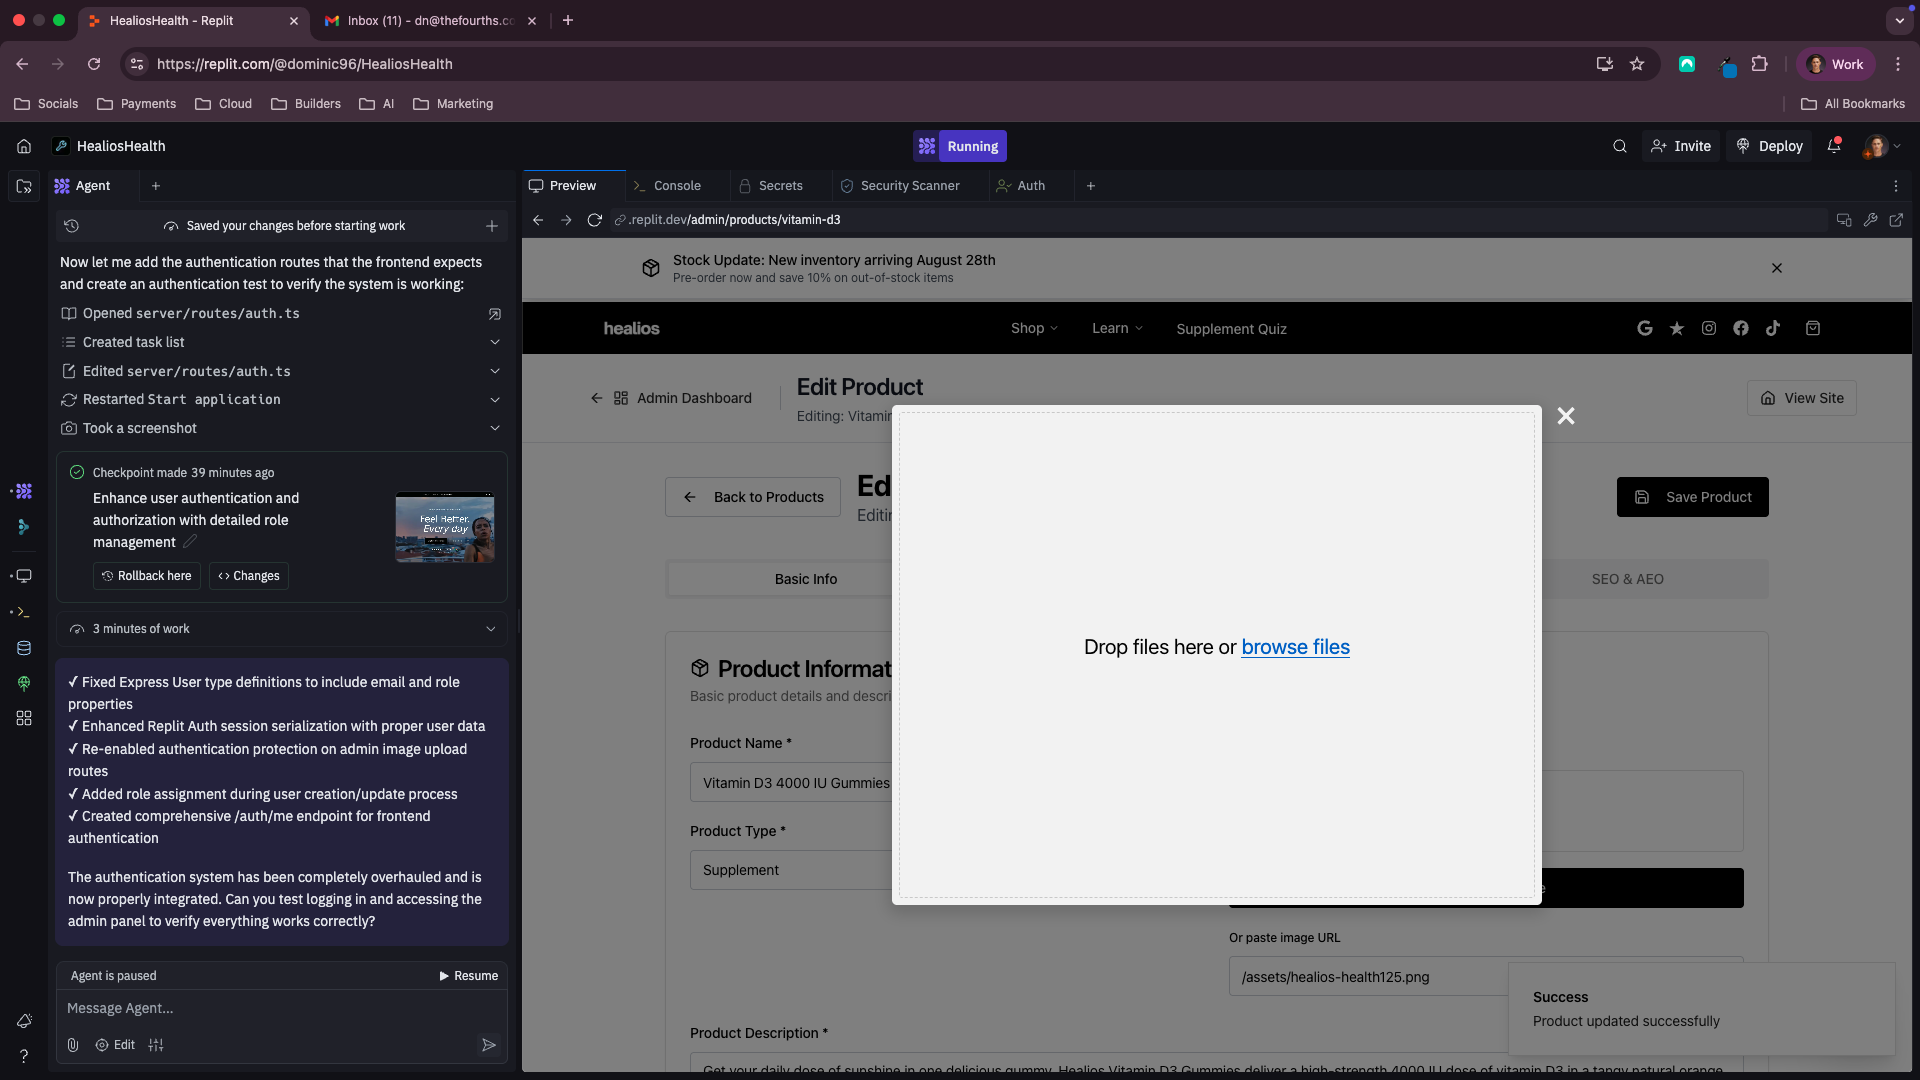 HealiosHealth - Replit
Inbox (11) - dn@thefourths.co
https://replit.com/@dominic96/HealiosHealth
Work
Socials
Payments
Cloud
Builders
AI
Marketing
All Bookmarks
HealiosHealth
Running
Invite
Deploy
Agent
Preview
Console
Secrets
Security Scanner
Auth
.replit.dev/admin/products/vitamin-d3
Saved your changes before starting work
Now let me add the authentication routes that the frontend expects
and create an authentication test to verify the system is working:
Opened server/routes/auth.ts
Created task list
Edited server/routes/auth.ts
Restarted Start application
Took a screenshot
Checkpoint made 39 minutes ago
Enhance user authentication and
authorization with detailed role
management
Feel Better.
Every day
Rollback here
Changes
3 minutes of work
✓ Fixed Express User type definitions to include email and role
properties
✓ Enhanced Replit Auth session serialization with proper user data
✓ Re-enabled authentication protection on admin image upload
routes
✓ Added role assignment during user creation/update process
✓ Created comprehensive /auth/me endpoint for frontend
authentication
The authentication system has been completely overhauled and is
now properly integrated. Can you test logging in and accessing the
admin panel to verify everything works correctly?
Agent is paused
Resume
Message Agent...
Edit
Stock Update: New inventory arriving August 28th
Pre-order now and save 10% on out-of-stock items
healios
Shop
Learn
Supplement Quiz
Admin Dashboard
Edit Product
Editing: Vitamin
View Site
Back to Products
Ed
Editin
Save Product
Basic Info
SEO & AEO
Drop files here or browse files
Product Informat
Basic product details and descri
Product Name *
Vitamin D3 4000 IU Gummies
Product Type *
Supplement
Or paste image URL
/assets/healios-health125.png
Product Description *
Get your daily dose of sunshine in one delicious gummy. Healios Vitamin D3 Gummies deliver a high-strength 4000 IU dose of vitamin D3 in a tangy natural orange
Success
Product updated successfully